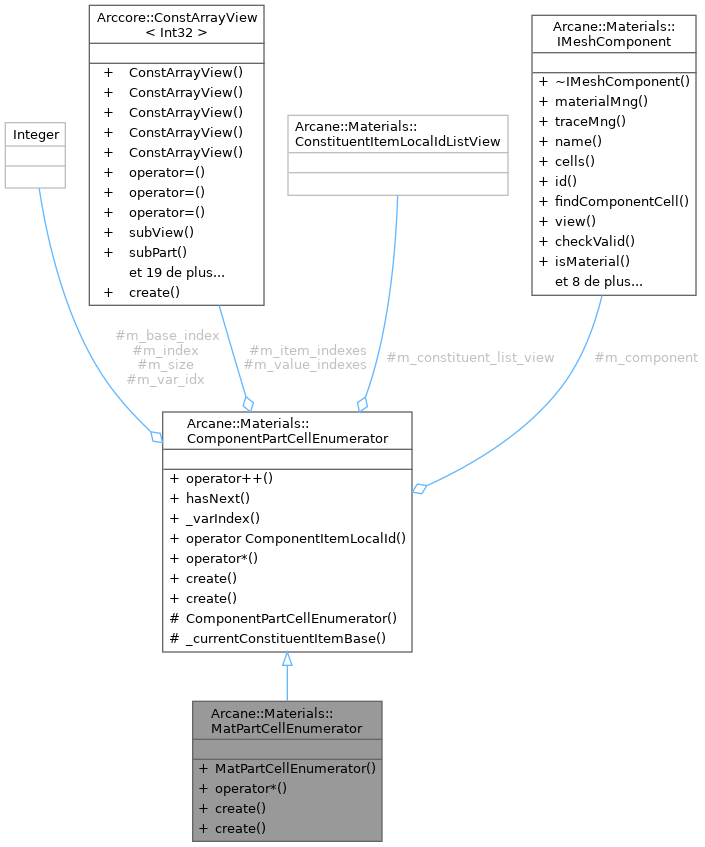 Arccore::ConstArrayView
< Int32 >
+ ConstArrayView()
+ ConstArrayView()
+ ConstArrayView()
+ ConstArrayView()
+ ConstArrayView()
+ operator=()
+ operator=()
+ operator=()
+ subView()
+ subPart()
et 19 de plus...
+ create()
Arcane::Materials::
IMeshComponent
+ ~IMeshComponent()
+ materialMng()
+ traceMng()
+ name()
+ cells()
+ id()
+ findComponentCell()
+ view()
+ checkValid()
+ isMaterial()
et 8 de plus...
Integer
Arcane::Materials::
ConstituentItemLocalIdListView
#m_base_index
#m_index
#m_size
#m_var_idx
#m_item_indexes
#m_value_indexes
#m_constituent_list_view
#m_component
Arcane::Materials::
ComponentPartCellEnumerator
+ operator++()
+ hasNext()
+ _varIndex()
+ operator ComponentItemLocalId()
+ operator*()
+ create()
+ create()
# ComponentPartCellEnumerator()
# _currentConstituentItemBase()
Arcane::Materials::
MatPartCellEnumerator
+ MatPartCellEnumerator()
+ operator*()
+ create()
+ create()